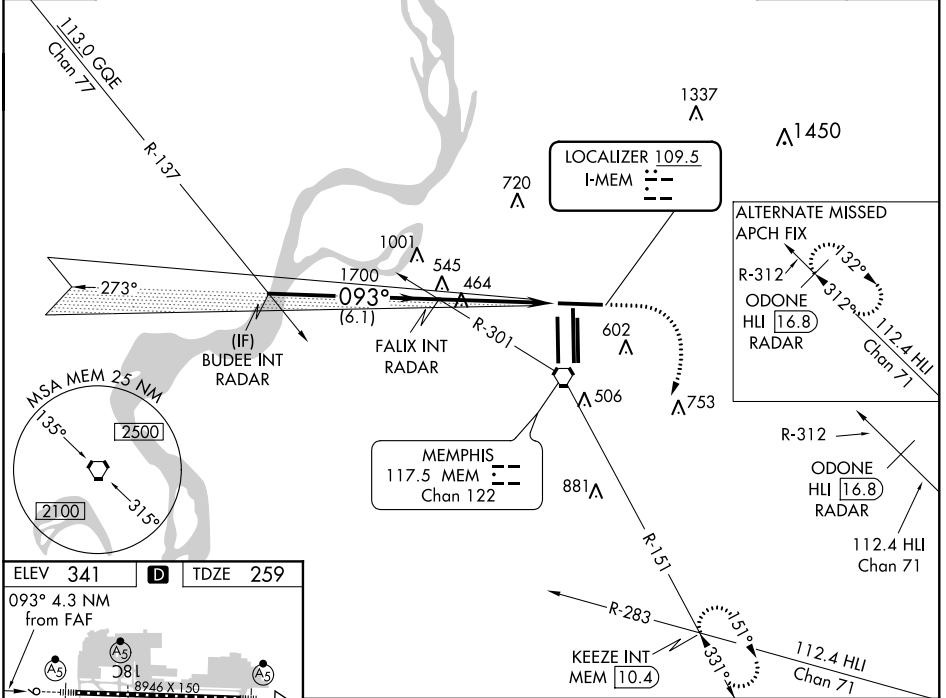 113.0 GQE
Chan 77
R-137
1337
1450
LOCALIZER 109.5
I-MEM
720
ALTERNATE MISSED
APCH FIX
R-312
132°
312°
ODONE
HLI 16.8
RADAR
112.4 HLI
Chan 71
1001
545
464
1700
273°
093°
(6.1)
R-301
(IF)
BUDEE INT
RADAR
FALIX INT
RADAR
602
506
753
MSA MEM 25 NM
135°
2500
2100
315°
MEMPHIS
117.5 MEM
Chan 122
881
R-312
ODONE
HLI 16.8
RADAR
112.4 HLI
Chan 71
R-151
R-283
KEEZE INT
MEM 10.4
151°
331°
112.4 HLI
Chan 71
ELEV 341
D
TDZE 259
093° 4.3 NM
from FAF
A5
A5
A5
18C
8946 X 150